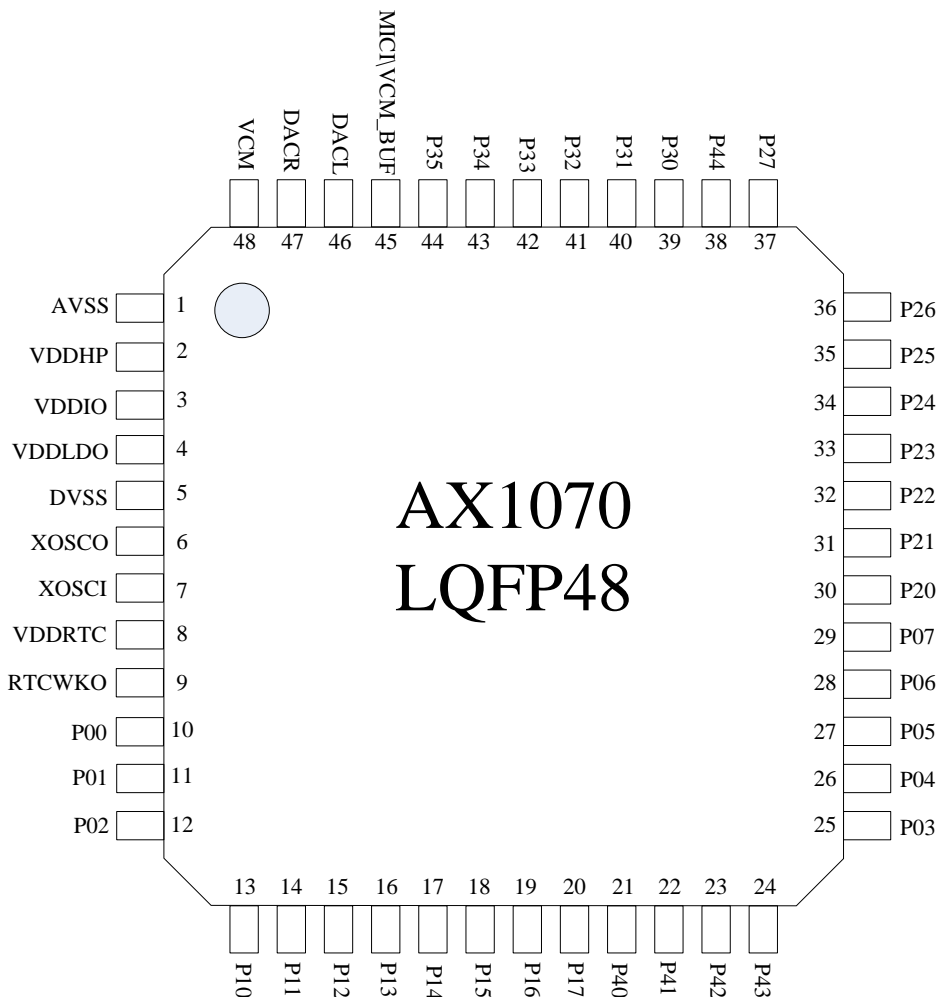 VCM
DACR
DACL
MICI\VCM_BUF
P35
P34
P33
P32
P31
P30
P44
P27
48 47 46 45 44 43 42 41 40 39 38 37
AVSS 1
VDDHP 2
VDDIO 3
VDDLDO 4
DVSS 5
XOSCO 6
XOSCI 7
VDDRTC 8
RTCWKO 9
P00 10
P01 11
P02 12
AX1070
LQFP48
36 P26
35 P25
34 P24
33 P23
32 P22
31 P21
30 P20
29 P07
28 P06
27 P05
26 P04
25 P03
13 14 15 16 17 18 19 20 21 22 23 24
P10
P11
P12
P13
P14
P15
P16
P17
P40
P41
P42
P43